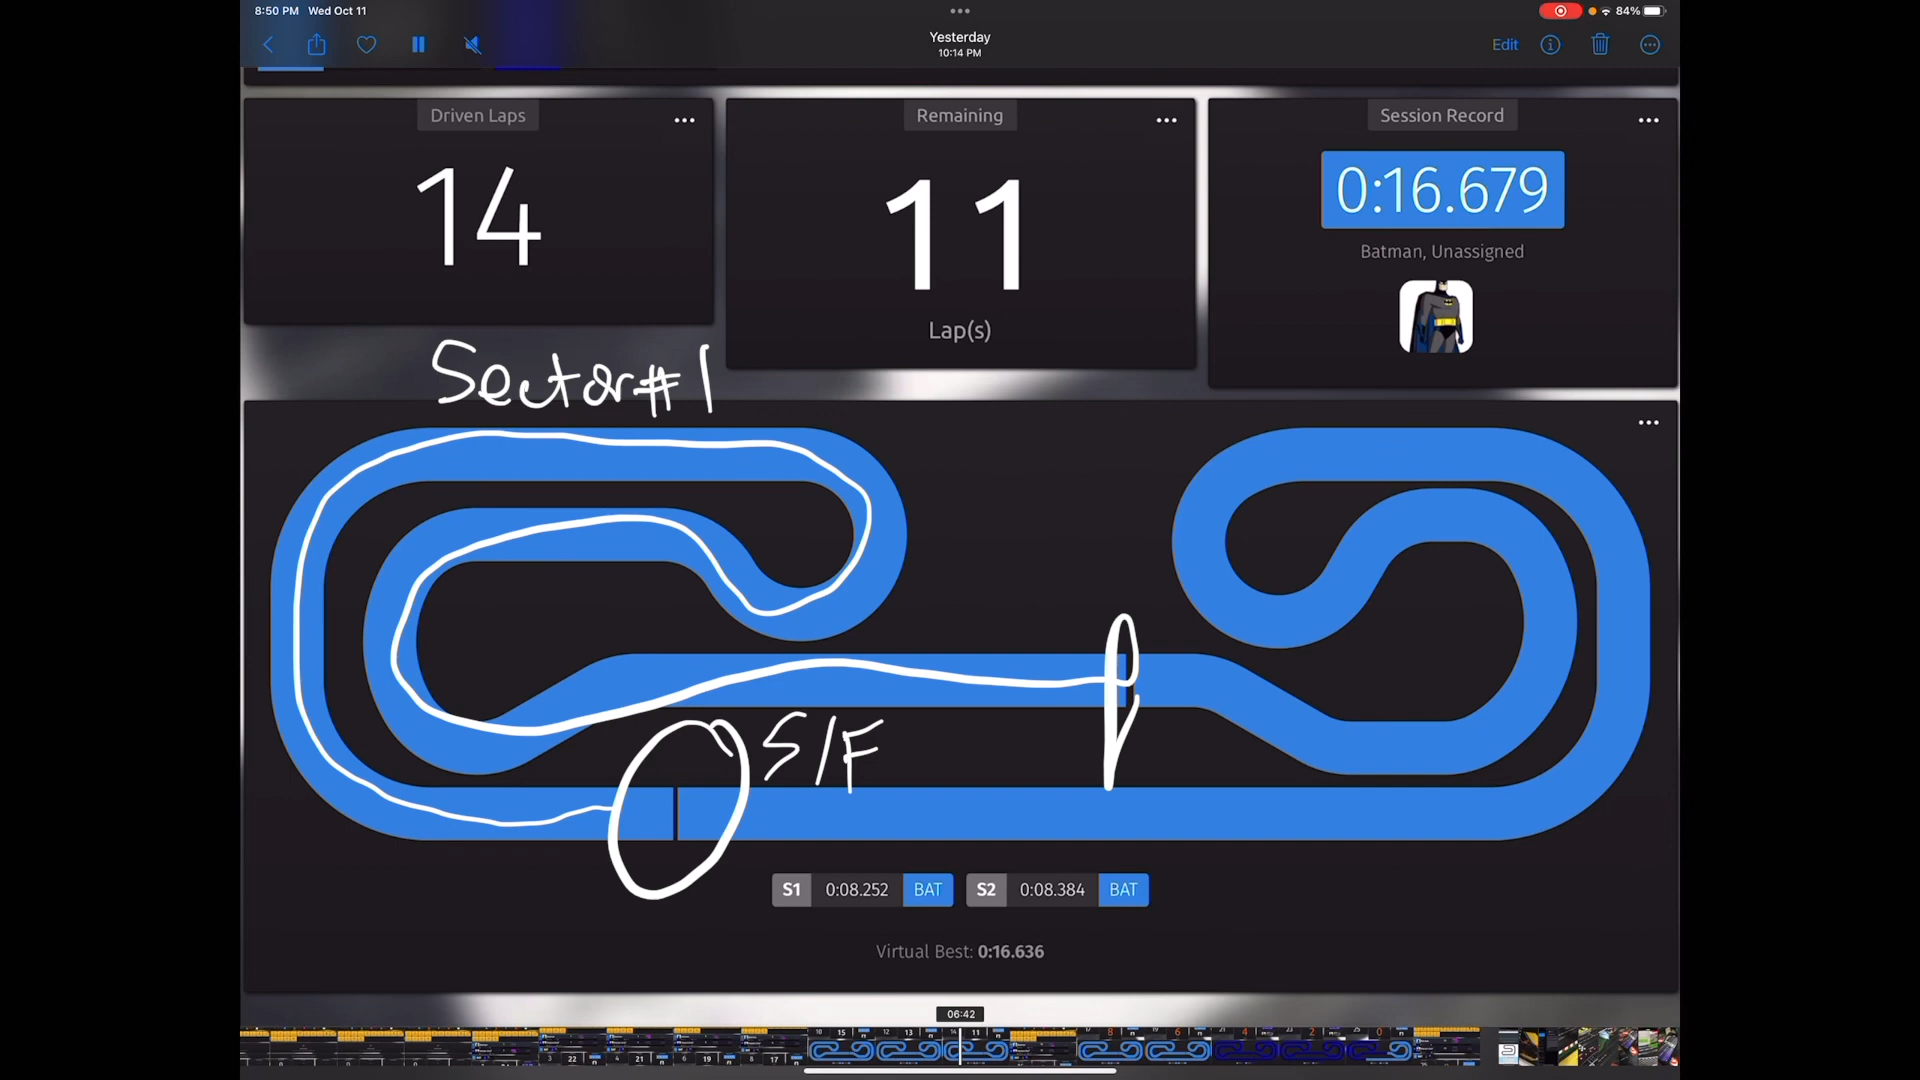 8:50 PM Wed Oct 11
84%
Yesterday
10:14 PM
Edit
Driven Laps
14
Remaining
11
Lap(s)
Session Record
0:16.679
Batman, Unassigned
Sector#1
S/F
S1 0:08.252 BAT S2 0:08.384 BAT
Virtual Best: 0:16.636
06:42